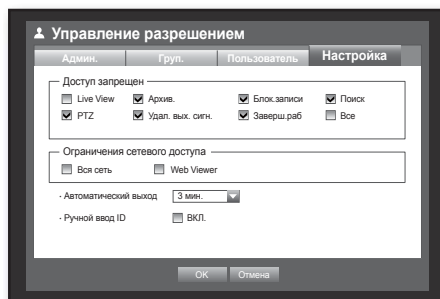 Управление разрешением
Админ. Груп. Пользователь Настройка
Доступ запрещен
Live View Архив. Блок.записи Поиск
PTZ Удал. вых. сигн. Заверш.раб Все
Ограничения сетевого доступа
Вся сеть Web Viewer
· Автоматический выход 3 мин.
· Ручной ввод ID ВКЛ.
OK Отмена